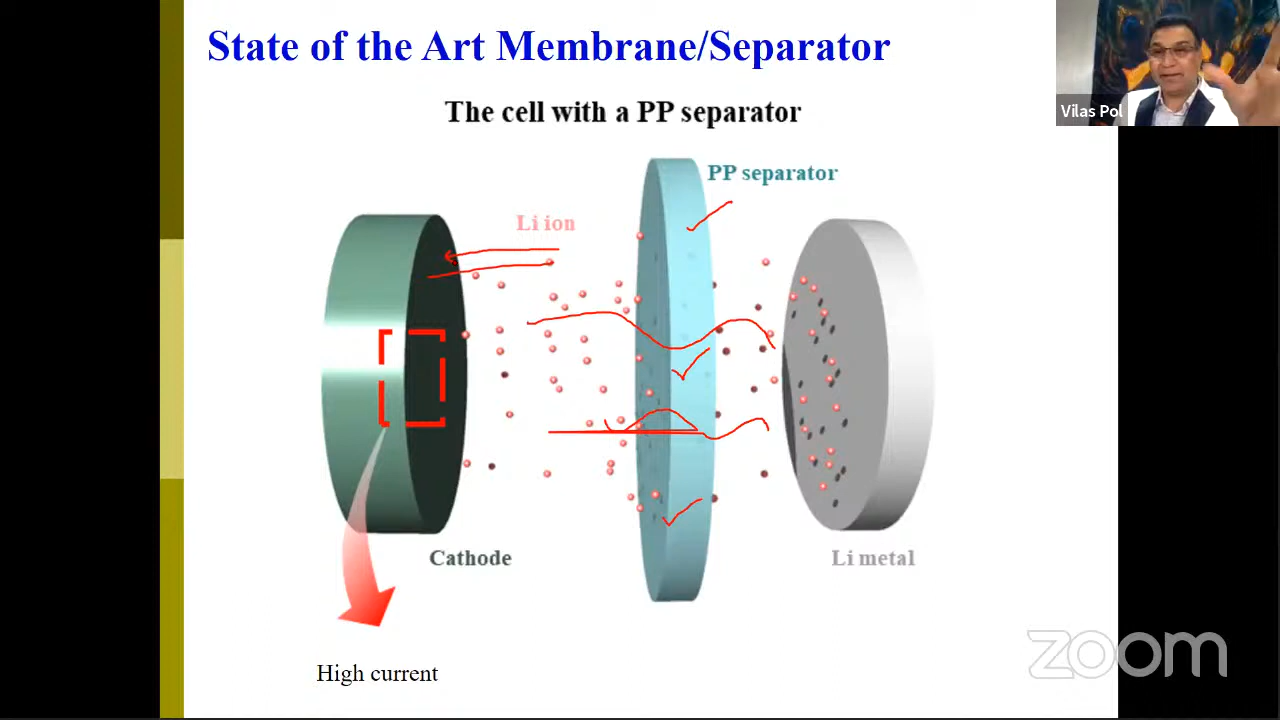 State of the Art Membrane/Separator
The cell with a PP separator
Vilas Pol
PP separator
Li ion
Cathode
Li metal
High current
zoom